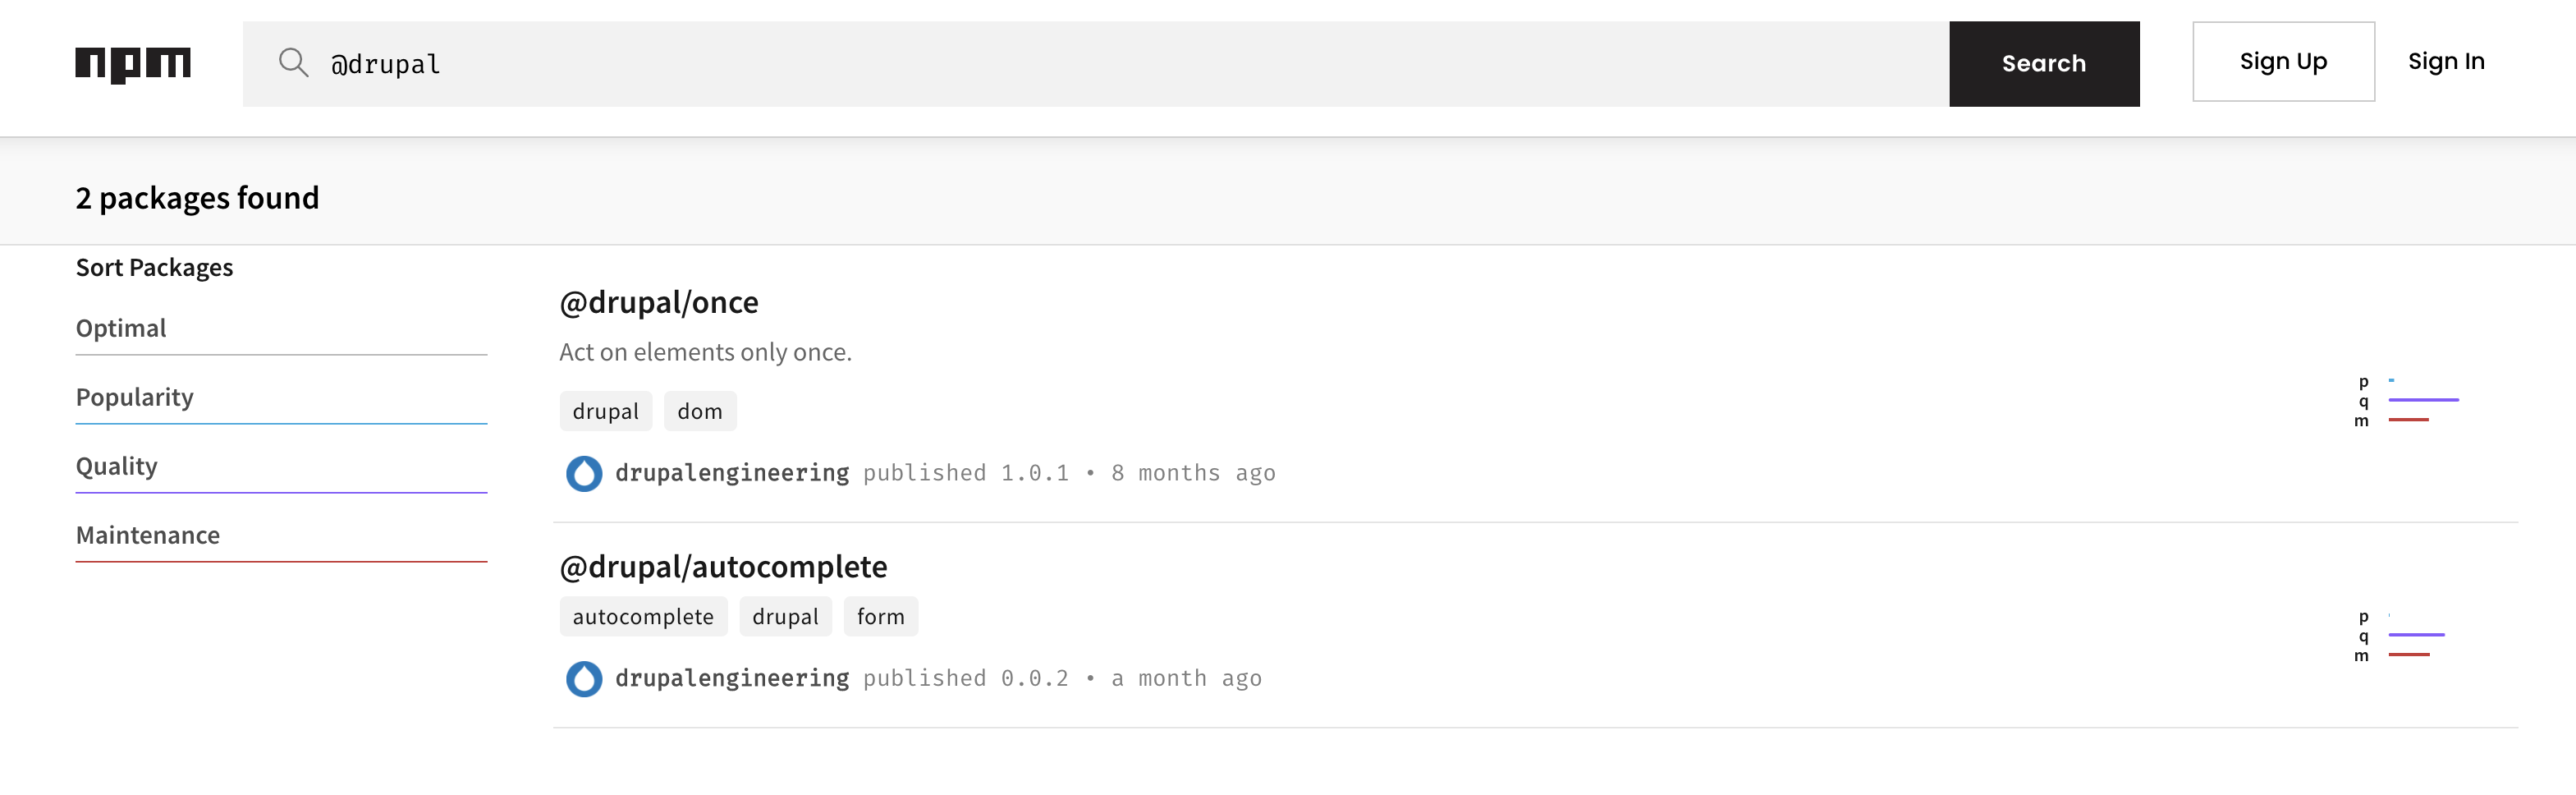 npm
@drupal
Search
Sign Up
Sign In
2 packages found
Sort Packages
Optimal
Popularity
Quality
Maintenance
@drupal/once
Act on elements only once.
drupal dom
drupalengineering published 1.0.1 • 8 months ago
p
q
m
@drupal/autocomplete
autocomplete drupal form
drupalengineering published 0.0.2 • a month ago
p
q
m